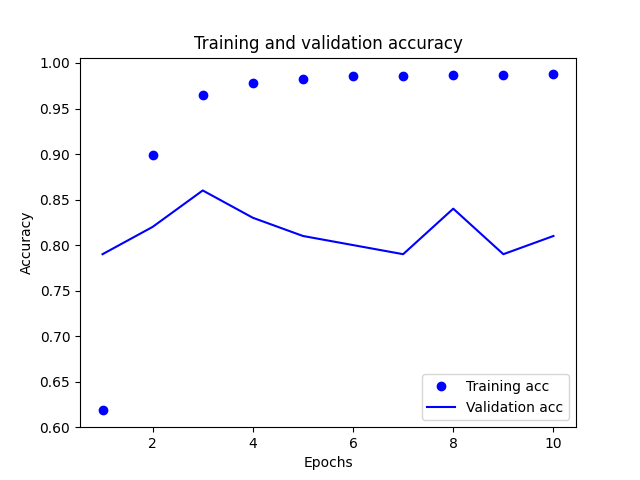 Training and validation accuracy
1.00
0.95
0.90
0.85
0.80
0.75
0.70
0.65
0.60
Accuracy
2
4
6
8
10
Epochs
Training acc
Validation acc